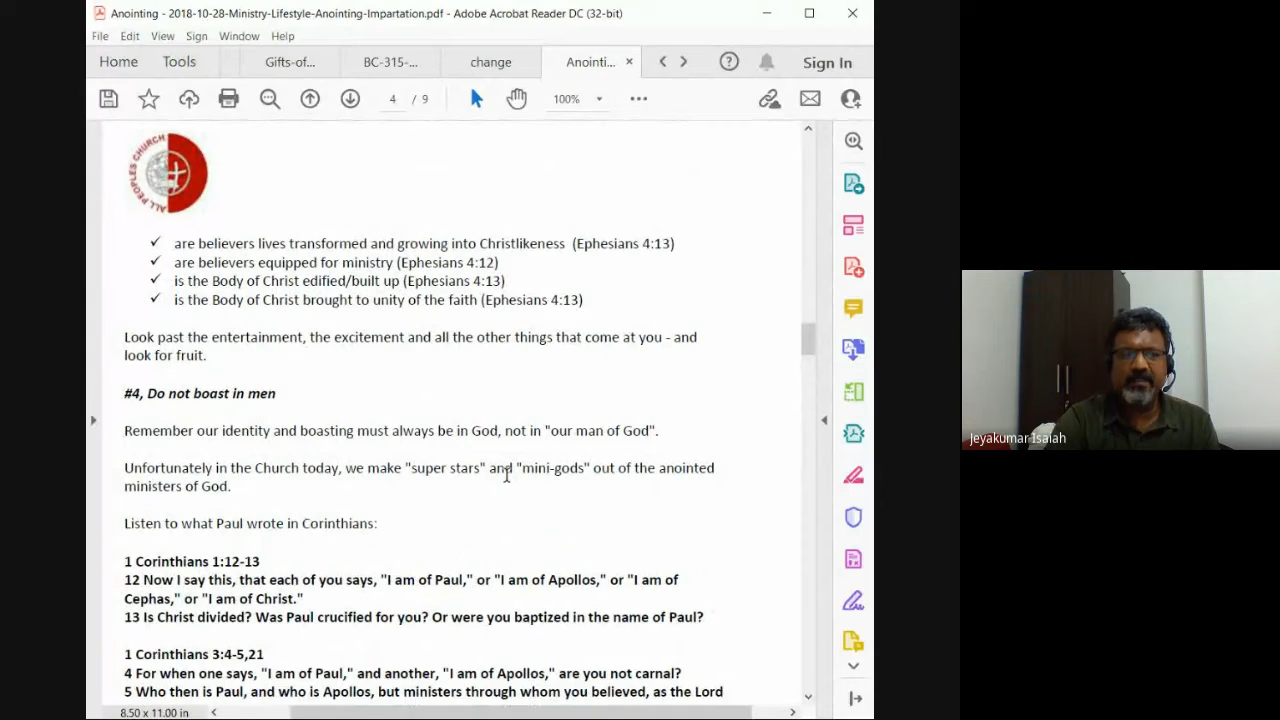 Anointing - 2018-10-28-Ministry-Lifestyle-Anointing-Impartation.pdf - Adobe Acrobat Reader DC (32-bit)
File Edit View Sign Window Help
Home Tools Gifts-of... BC-315-... change Anointi... Sign In
4 / 9 100%
ALL PEOPLES CHURCH
are believers lives transformed and growing into Christlikeness (Ephesians 4:13)
are believers equipped for ministry (Ephesians 4:12)
is the Body of Christ edified/built up (Ephesians 4:13)
is the Body of Christ brought to unity of the faith (Ephesians 4:13)
Look past the entertainment, the excitement and all the other things that come at you - and
look for fruit.
#4, Do not boast in men
Remember our identity and boasting must always be in God, not in "our man of God".
Unfortunately in the Church today, we make "super stars" and "mini-gods" out of the anointed
ministers of God.
Listen to what Paul wrote in Corinthians:
1 Corinthians 1:12-13
12 Now I say this, that each of you says, "I am of Paul," or "I am of Apollos," or "I am of
Cephas," or "I am of Christ."
13 Is Christ divided? Was Paul crucified for you? Or were you baptized in the name of Paul?
1 Corinthians 3:4-5,21
4 For when one says, "I am of Paul," and another, "I am of Apollos," are you not carnal?
5 Who then is Paul, and who is Apollos, but ministers through whom you believed, as the Lord
8.50 x 11.00 in
Jeyakumar Isaiah